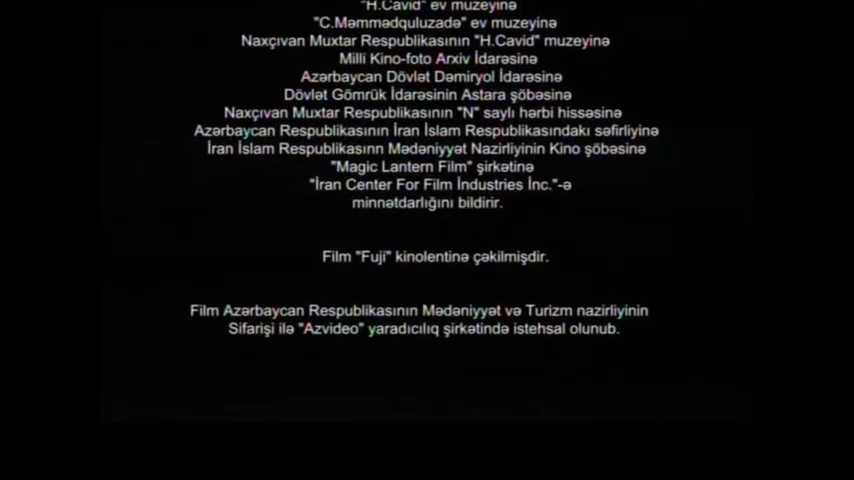 "H.Cavid" ev muzeyinə
"C.Məmmədquluzadə" ev muzeyinə
Naxçıvan Muxtar Respublikasının "H.Cavid" muzeyinə
Milli Kino-foto Arxiv İdarəsinə
Azərbaycan Dövlət Dəmiryol İdarəsinə
Dövlət Gömrük İdarəsinin Astara şöbəsinə
Naxçıvan Muxtar Respublikasının "N" saylı hərbi hissəsinə
Azərbaycan Respublikasının İran İslam Respublikasındakı səfirliyinə
İran İslam Respublikasınn Mədəniyyət Nazirliyinin Kino şöbəsinə
"Magic Lantern Film" şirkətinə
"İran Center For Film İndustries İnc."-ə
minnətdarlığını bildirir.
Film "Fuji" kinolentinə çəkilmişdir.
Film Azərbaycan Respublikasının Mədəniyyət və Turizm nazirliyinin
Sifarişi ilə "Azvideo" yaradıcılıq şirkətində istehsal olunub.